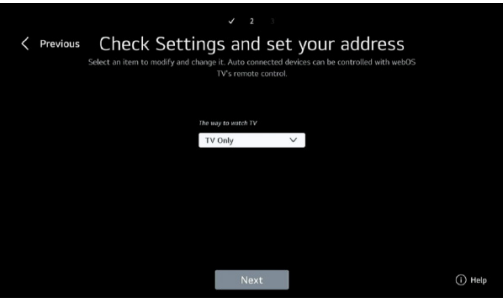 2 3
Previous
Check Settings and set your address
Select an item to modify and change it. Auto connected devices can be controlled with webOS
TV's remote control.
The way to watch TV
TV Only
Next
Help